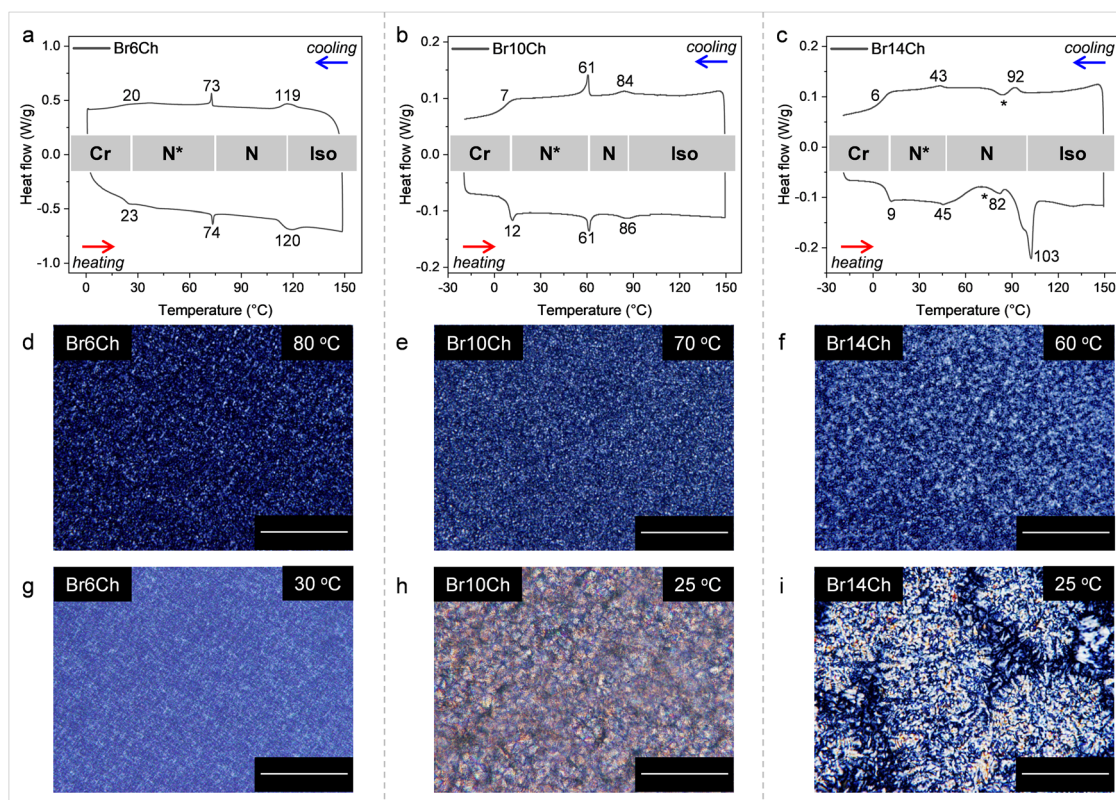 a
Br6Ch
cooling
20
73
119
Cr
N*
N
Iso
23
74
120
heating
1.0
0.5
0.0
-0.5
-1.0
Heat flow (W/g)
0
30
60
90
120
150
Temperature (°C)
b
Br10Ch
cooling
7
61
84
Cr
N*
N
Iso
12
61
86
heating
0.2
0.1
0.0
-0.1
-0.2
Heat flow (W/g)
-30
0
30
60
90
120
150
Temperature (°C)
c
Br14Ch
cooling
6
43
92
*
Cr
N*
N
Iso
9
45
*
82
103
heating
0.2
0.1
0.0
-0.1
-0.2
Heat flow (W/g)
-30
0
30
60
90
120
150
Temperature (°C)
d
Br6Ch
80 °C
e
Br10Ch
70 °C
f
Br14Ch
60 °C
g
Br6Ch
30 °C
h
Br10Ch
25 °C
i
Br14Ch
25 °C